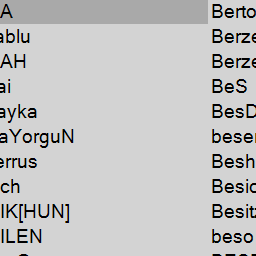 A Berto
ablu Berze
AH Berze
ai BeS
ayka BesD
aYorguN beser
errus Besh
ch Besic
IK[HUN] Besitz
ILEN beso